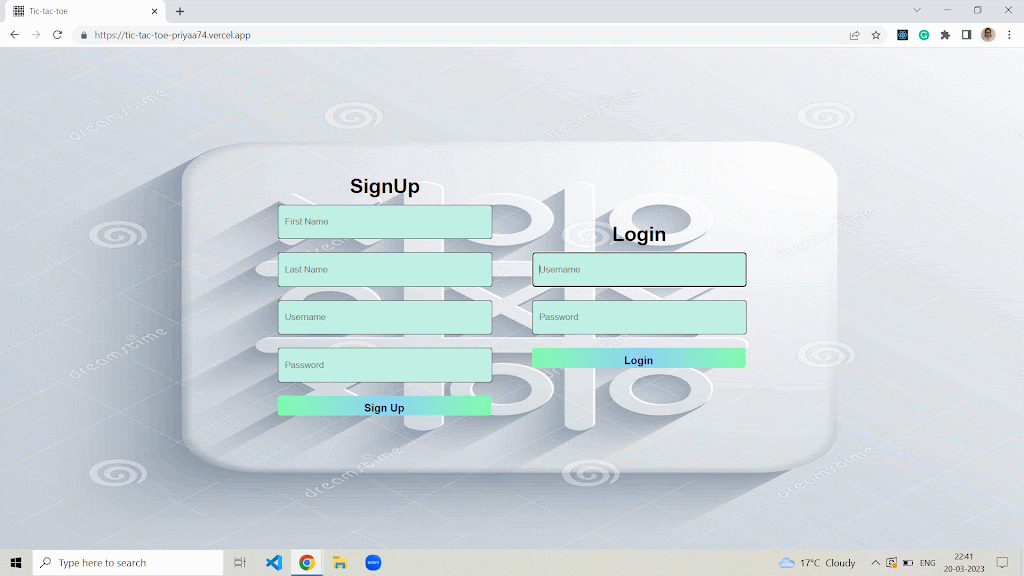 Tic-tac-toe
https://tic-tac-toe-priyaa74.vercel.app
dreamstime
dreamstime
SignUp
First Name
Login
Last Name
Username
Username
Password
dreamstime
Password
Login
Sign Up
dreamstime
dreamstime
Type here to search
zoom
17°C Cloudy
ENG
22:41
20-03-2023